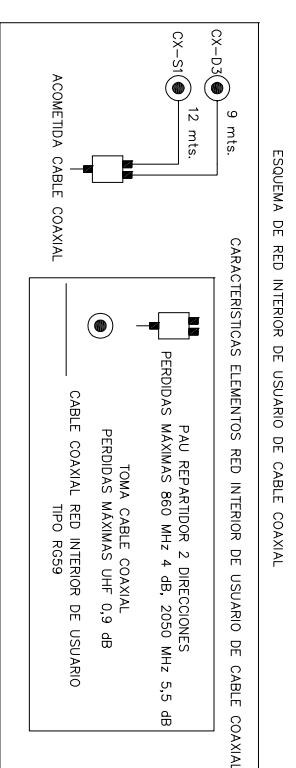 ESQUEMA DE RED INTERIOR DE USUARIO DE CABLE COAXIAL
CARACTERÍSTICAS ELEMENTOS RED INTERIOR DE USUARIO DE CABLE COAXIAL
CX-D3
9 mts.
CX-S1
12 mts.
ACOMETIDA CABLE COAXIAL
PAU REPARTIDOR 2 DIRECCIONES
PERDIDAS MÁXIMAS 860 MHz 4 dB, 2050 MHz 5,5 dB
TOMA CABLE COAXIAL
PERDIDAS MÁXIMAS UHF 0,9 dB
CABLE COAXIAL RED INTERIOR DE USUARIO
TIPO RG59